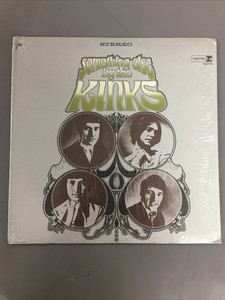 STEREO
something else
by the
KINKS